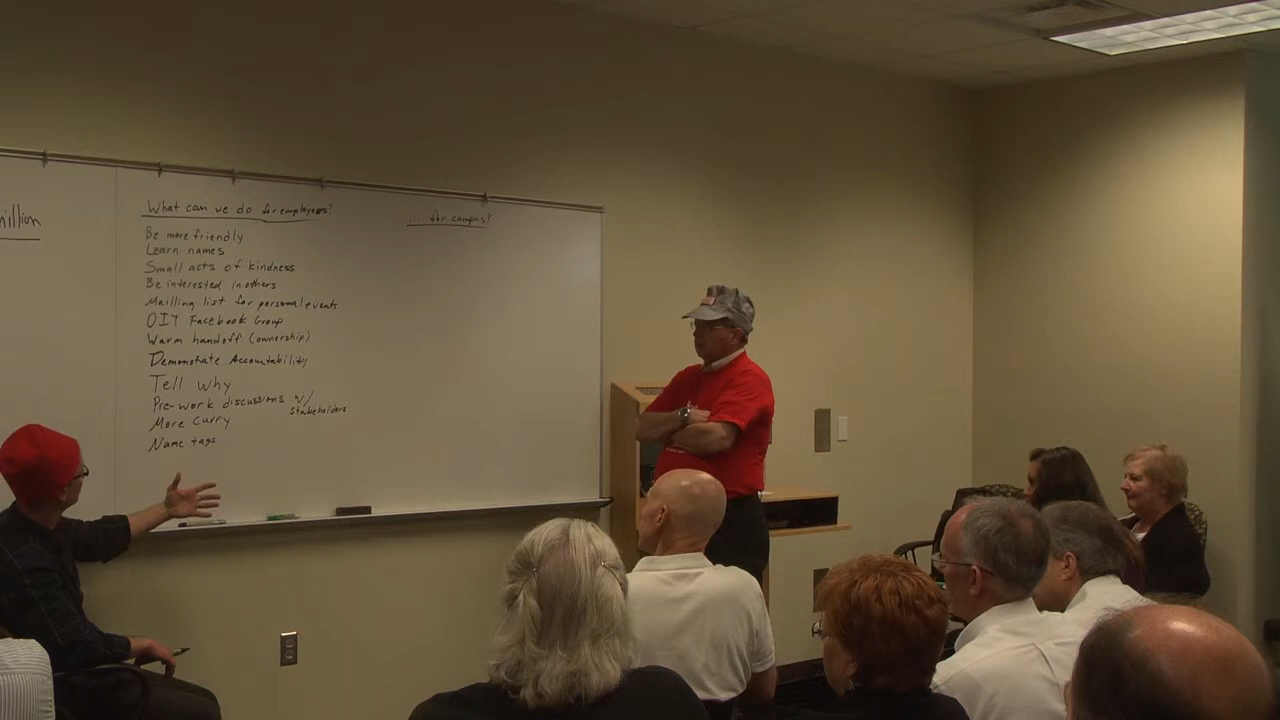 million
What can we do for employees?
... for campus?
Be more friendly
Learn names
Small acts of kindness
Be interested in others
Mailling list for personal events
OIT Facebook Group
Warm handoff (ownership)
Demonstrate Accountability
Tell why
Pre-work discussions w/
stakeholders
More Curry
Name tags